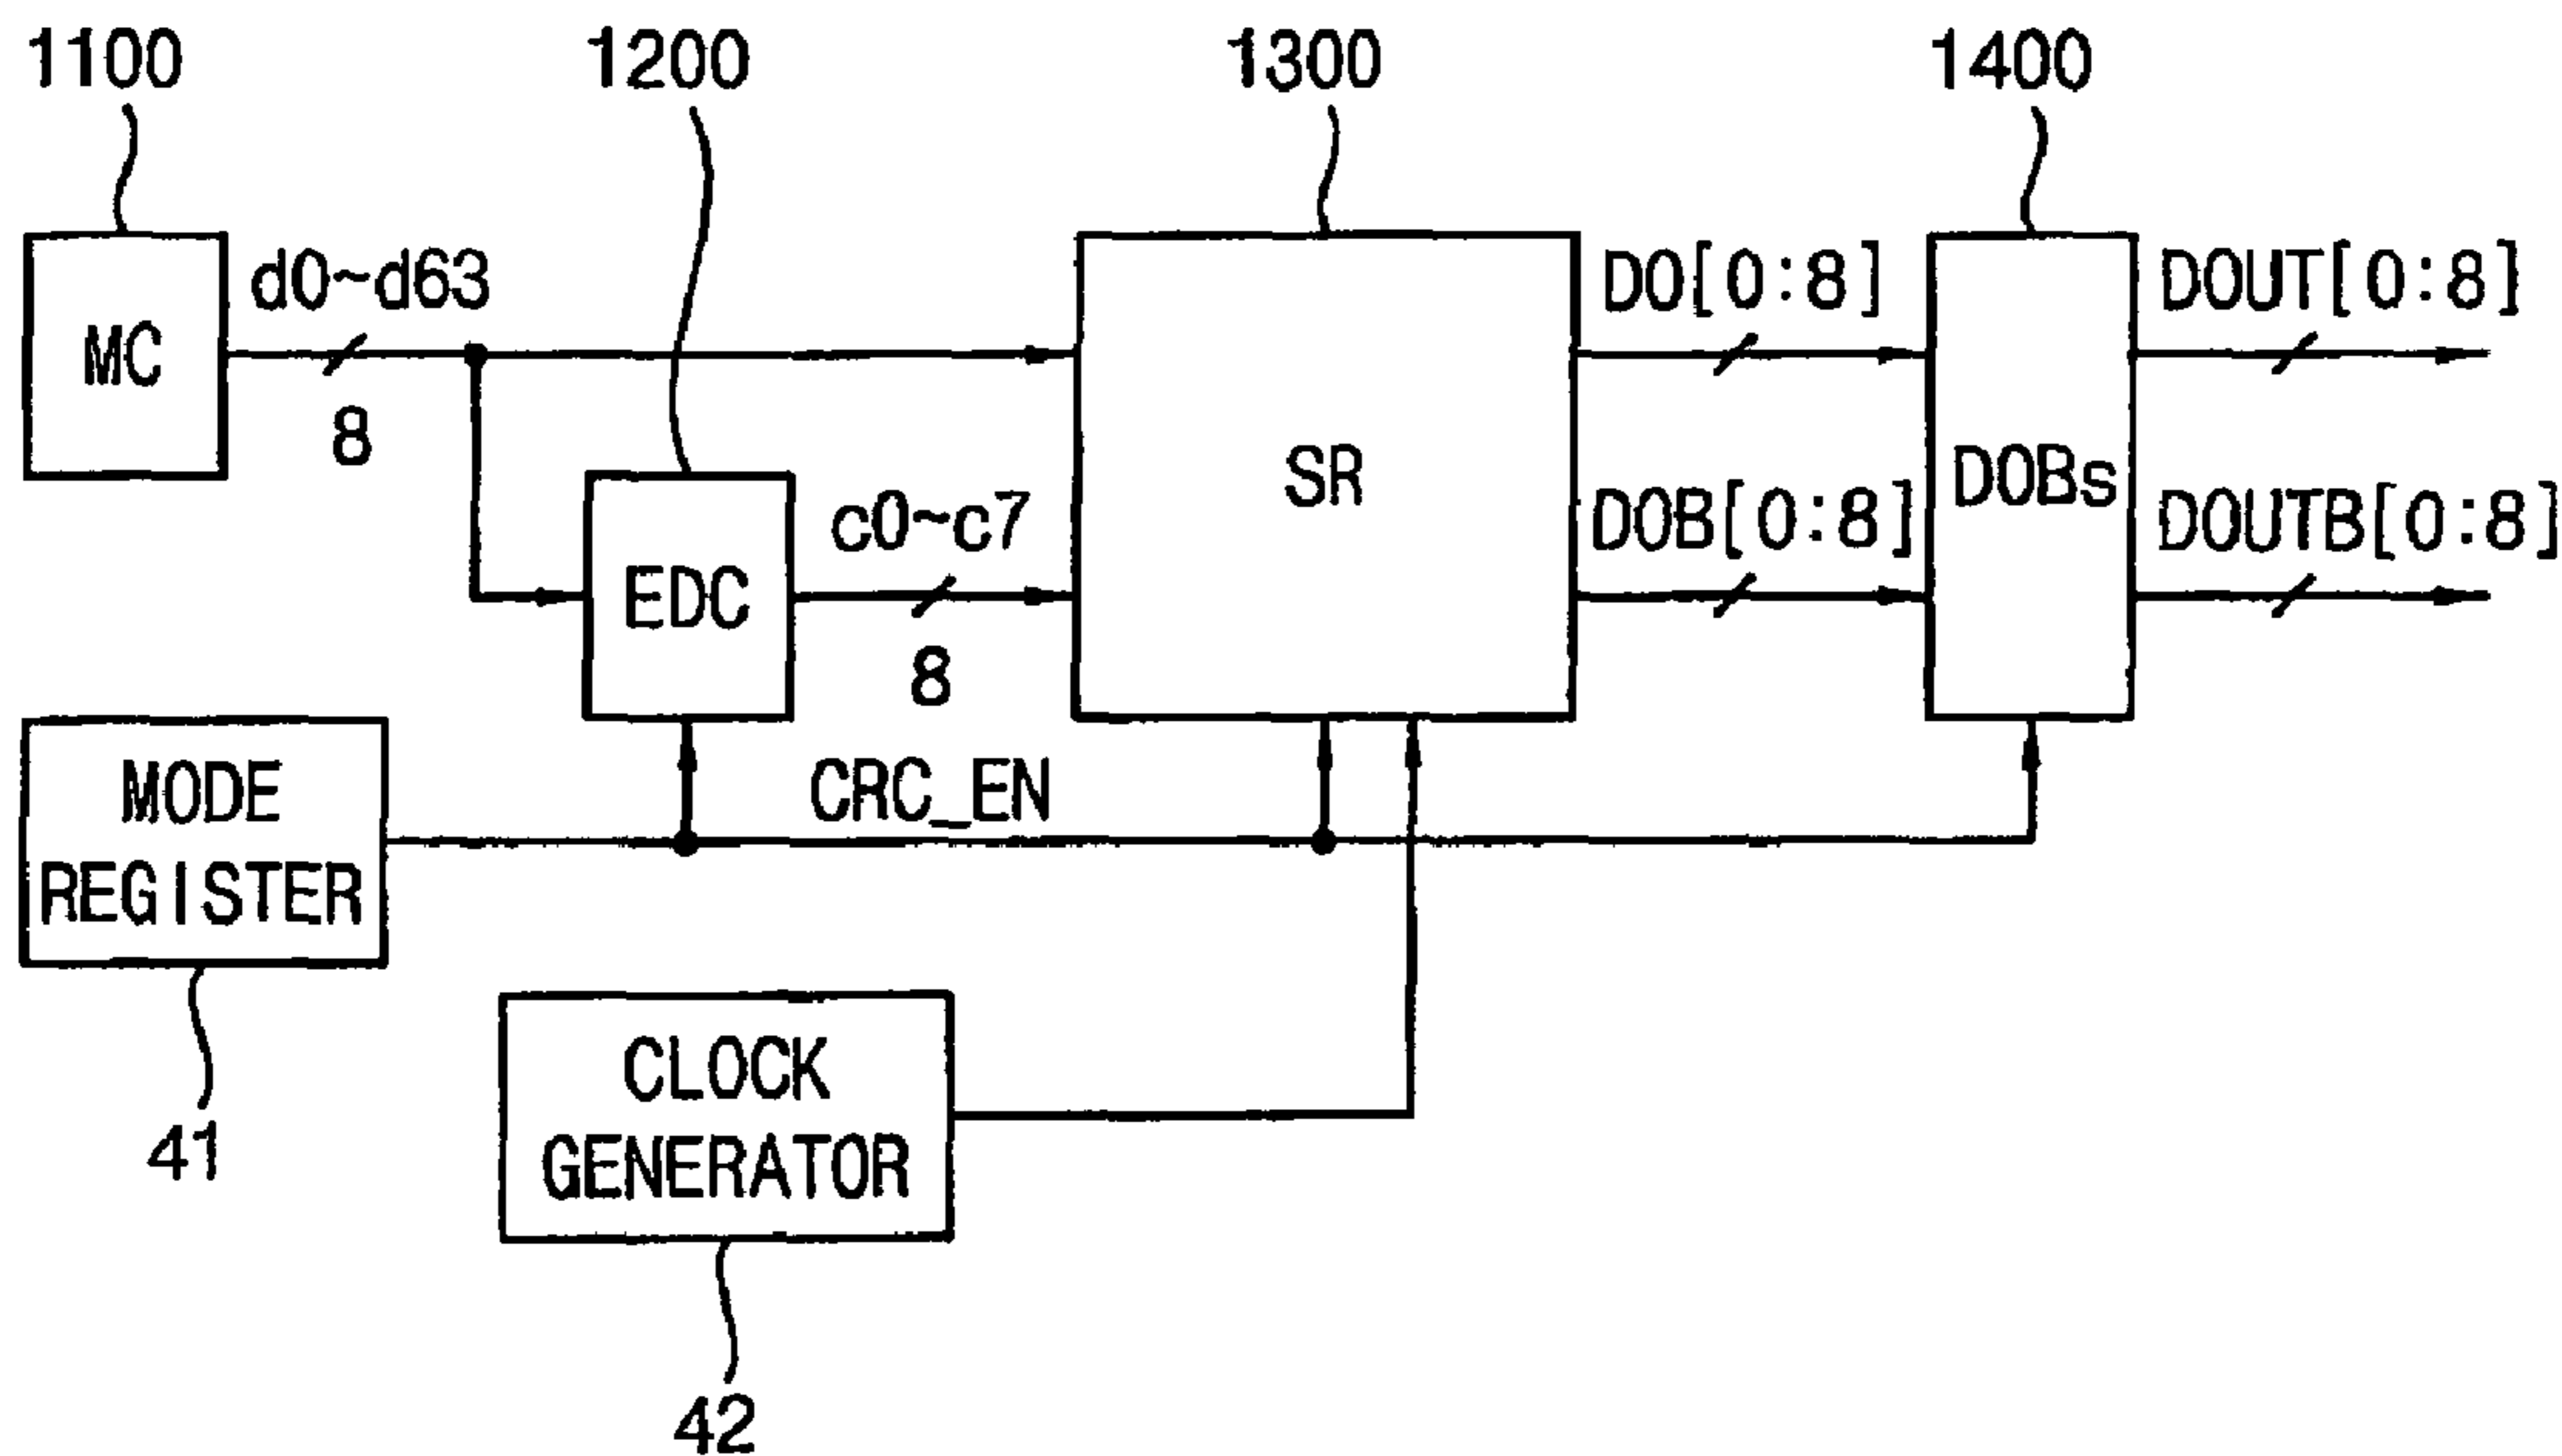 1100
1200
1300
1400
MC
d0~d63
8
EDC
c0~c7
8
SR
DO[0:8]
DOB[0:8]
DOBs
DOUT[0:8]
DOUTB[0:8]
MODE
REGISTER
CRC_EN
41
CLOCK
GENERATOR
42